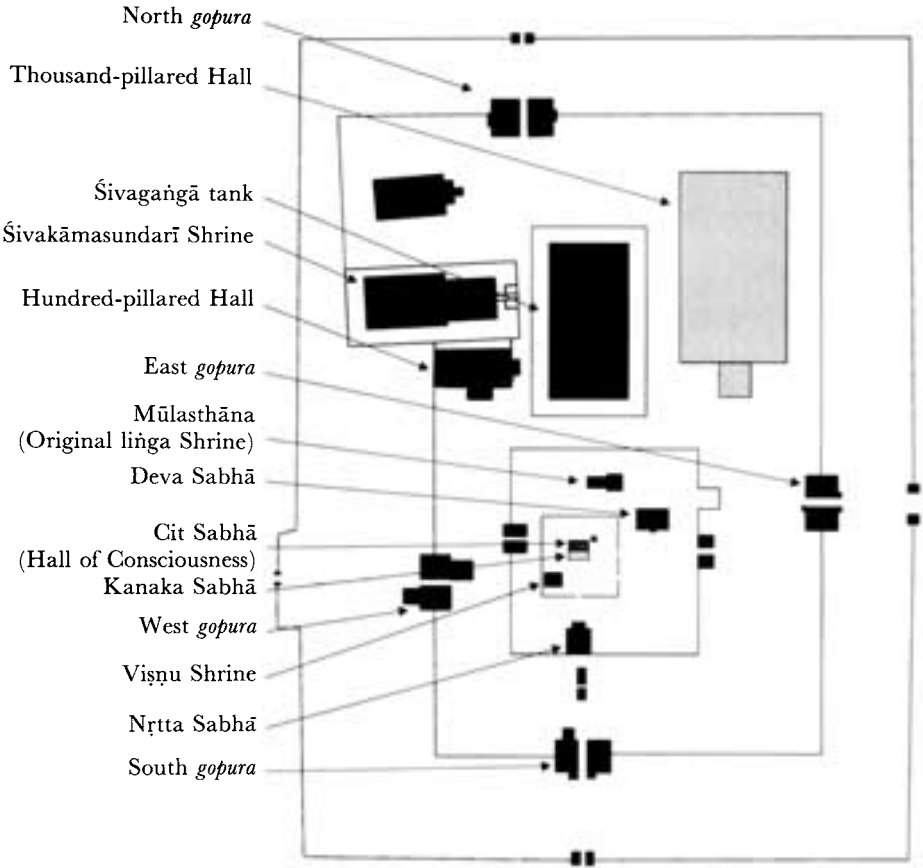 North gopura
Thousand-pillared Hall
Śivagaṅgā tank
Śivakāmasundarī Shrine
Hundred-pillared Hall
East gopura
Mūlasthāna
(Original liṅga Shrine)
Deva Sabhā
Cit Sabhā
(Hall of Consciousness)
Kanaka Sabhā
West gopura
Viṣṇu Shrine
Nṛtta Sabhā
South gopura